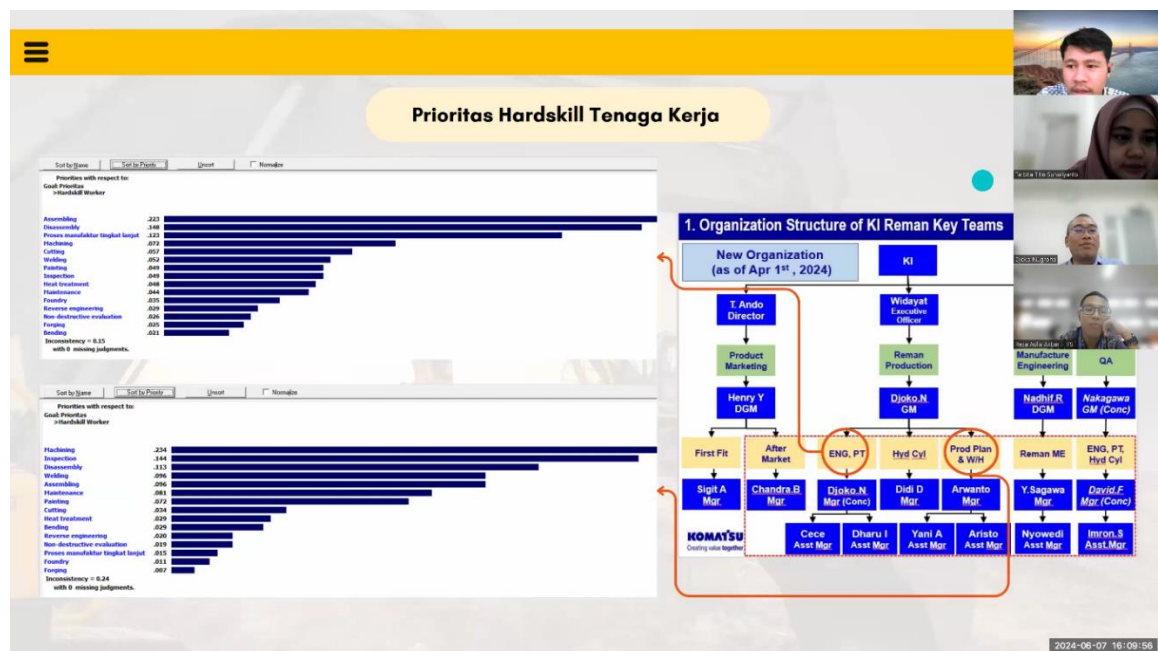 Prioritas Hardskill Tenaga Kerja
Sort by Name Sort by Priority Unsort Normalize
Priorities with respect to:
Goal: Prioritas
>Hardskill Worker
Assembling .223
Disassembly .148
Proses manufaktur tingkat lanjut .123
Machining .072
Cutting .057
Welding .052
Painting .049
Inspection .049
Heat treatment .048
Maintenance .044
Foundry .035
Reverse engineering .029
Non-destructive evaluation .026
Forging .025
Bending .021
Inconsistency = 0.15
with 0 missing judgments.
Sort by Name Sort by Priority Unsort Normalize
Priorities with respect to:
Goal: Prioritas
>Hardskill Worker
Machining .234
Inspection .144
Disassembly .113
Welding .096
Assembling .096
Maintenance .081
Painting .072
Cutting .034
Heat treatment .029
Bending .029
Reverse engineering .020
Non-destructive evaluation .019
Proses manufaktur tingkat lanjut .015
Foundry .011
Forging .007
Inconsistency = 0.24
with 0 missing judgments.
1. Organization Structure of KI Reman Key Teams
New Organization
(as of Apr 1st , 2024)
KI
T. Ando
Director
Widayat
Executive
Officer
Product
Marketing
Reman
Production
Manufacture
Engineering
QA
Henry Y
DGM
Djoko.N
GM
Nadhif.R
DGM
Nakagawa
GM (Conc)
First Fit
After
Market
ENG, PT
Hyd Cyl
Prod Plan
& W/H
Reman ME
ENG, PT,
Hyd Cyl
Sigit A
Mgr
Chandra.B
Mgr
Djoko.N
Mgr (Conc)
Didi D
Mgr
Arwanto
Mgr
Y.Sagawa
Mgr
David.F
Mgr (Conc)
Cece
Asst Mgr
Dharu I
Asst Mgr
Yani A
Asst Mgr
Aristo
Asst Mgr
Nyowedi
Asst Mgr
Imron.S
Asst.Mgr
KOMATSU
Creating value together
2024-06-07 16:09:56